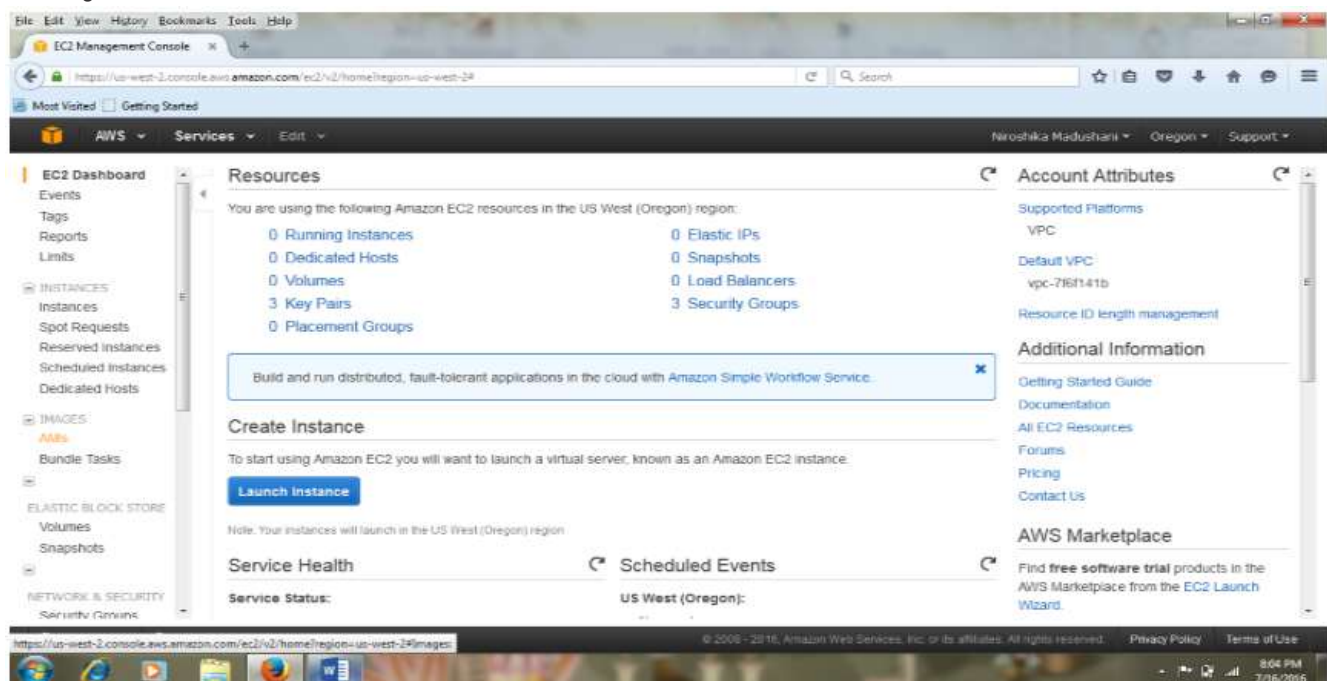 File Edit View History Bookmarks Tools Help
EC2 Management Console
https://us-west-2.console.aws.amazon.com/ec2/v2/home?region=us-west-2#
Search
Most Visited Getting Started
AWS Services Edit
Niroshika Madushani Oregon Support
EC2 Dashboard
Events
Tags
Reports
Limits
INSTANCES
Instances
Spot Requests
Reserved Instances
Scheduled Instances
Dedicated Hosts
IMAGES
AMIs
Bundle Tasks
ELASTIC BLOCK STORE
Volumes
Snapshots
NETWORK & SECURITY
Security Groups
Resources
You are using the following Amazon EC2 resources in the US West (Oregon) region:
0 Running Instances
0 Elastic IPs
0 Dedicated Hosts
0 Snapshots
0 Volumes
0 Load Balancers
3 Key Pairs
3 Security Groups
0 Placement Groups
Build and run distributed, fault-tolerant applications in the cloud with Amazon Simple Workflow Service.
Create Instance
To start using Amazon EC2 you will want to launch a virtual server, known as an Amazon EC2 instance.
Launch Instance
Note: Your instances will launch in the US West (Oregon) region
Service Health
Service Status:
Scheduled Events
US West (Oregon):
Account Attributes
Supported Platforms
VPC
Default VPC
vpc-7f6f141b
Resource ID length management
Additional Information
Getting Started Guide
Documentation
All EC2 Resources
Forums
Pricing
Contact Us
AWS Marketplace
Find free software trial products in the
AWS Marketplace from the EC2 Launch
Wizard.
https://us-west-2.console.aws.amazon.com/ec2/v2/home?region=us-west-2#Images:
© 2008 - 2016, Amazon Web Services, Inc. or its affiliates. All rights reserved. Privacy Policy Terms of Use
8:04 PM
7/16/2016